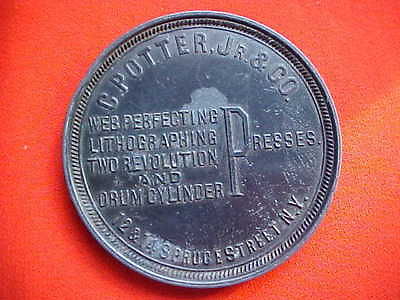 C. POTTER, JR. & CO.
WEB PERFECTING
LITHOGRAPHING
TWO REVOLUTION
AND
DRUM CYLINDER
PRESSES.
12 & 14 SPRUCE STREET N.Y.